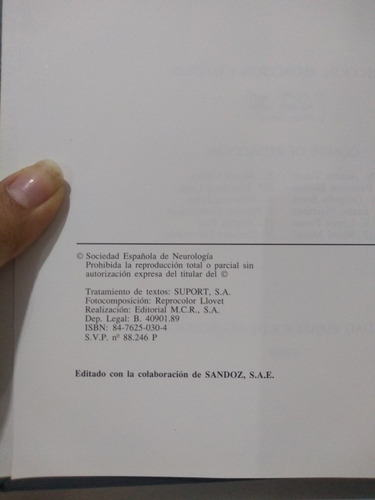 © Sociedad Española de Neurología
Prohibida la reproducción total o parcial sin
autorización expresa del titular del ©
Tratamiento de textos: SUPORT, S.A.
Fotocomposición: Reprocolor Llovet
Realización: Editorial M.C.R., S.A.
Dep. Legal: B. 40901.89
ISBN: 84-7625-030-4
S.V.P. nº 88.246 P
Editado con la colaboración de SANDOZ, S.A.E.